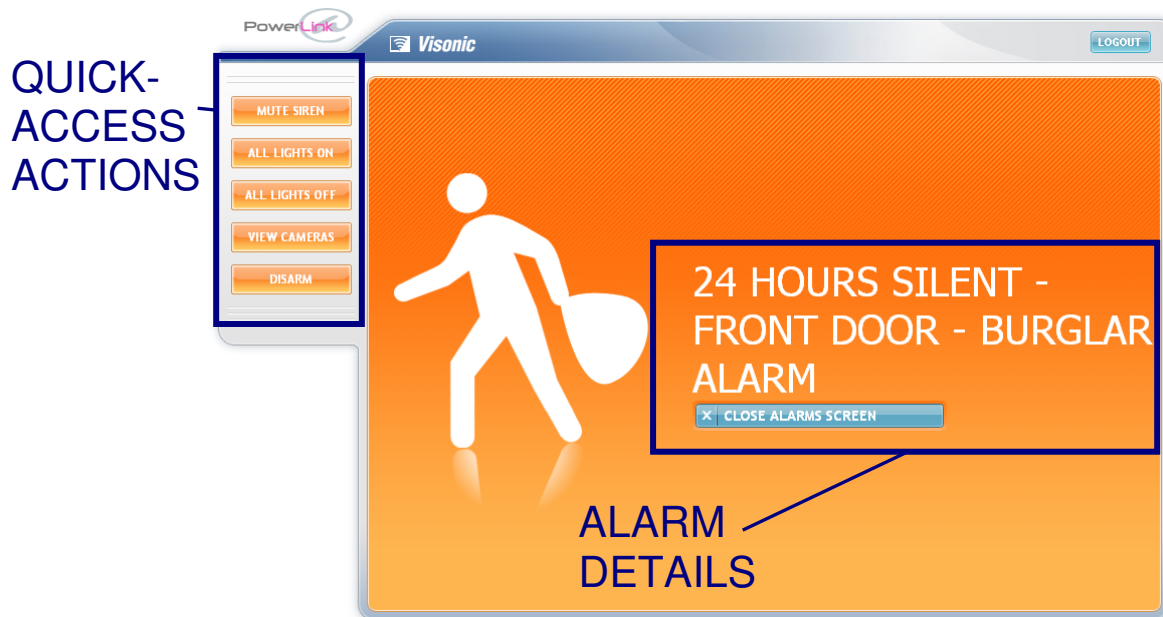 PowerLink
Visonic
LOGOUT
QUICK-
ACCESS
ACTIONS
MUTE SIREN
ALL LIGHTS ON
ALL LIGHTS OFF
VIEW CAMERAS
DISARM
24 HOURS SILENT -
FRONT DOOR - BURGLAR
ALARM
X CLOSE ALARMS SCREEN
ALARM
DETAILS